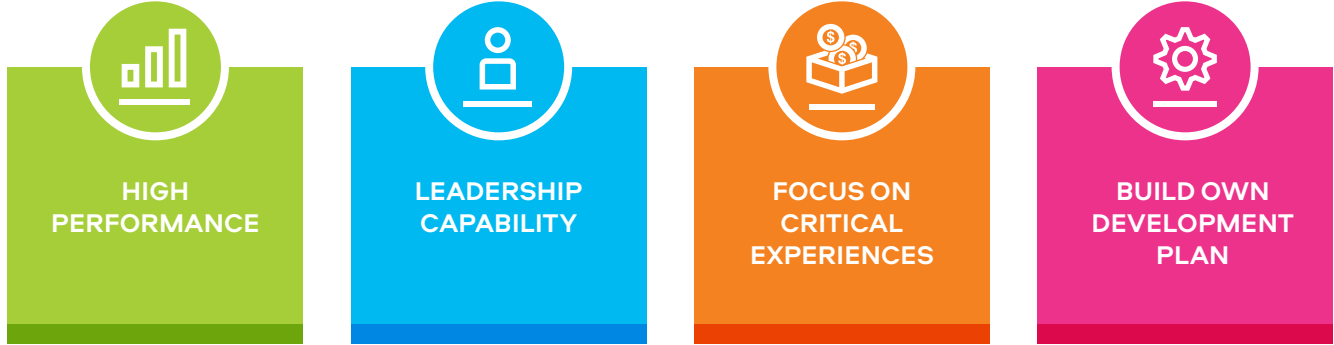 HIGH
PERFORMANCE
LEADERSHIP
CAPABILITY
FOCUS ON
CRITICAL
EXPERIENCES
BUILD OWN
DEVELOPMENT
PLAN